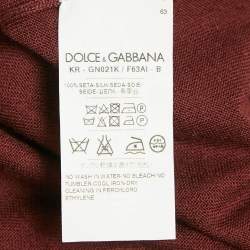 63
DOLCE & GABBANA
KR - GN021K / F63AI - B
100% SETA-SILK-SEDA-SOIE
SEIDE-
NO WASH IN WATER-NO BLEACH-NO
TUMBLER-COOL IRON-DRY
CLEANING IN PERCHLORO
ETHYLENE